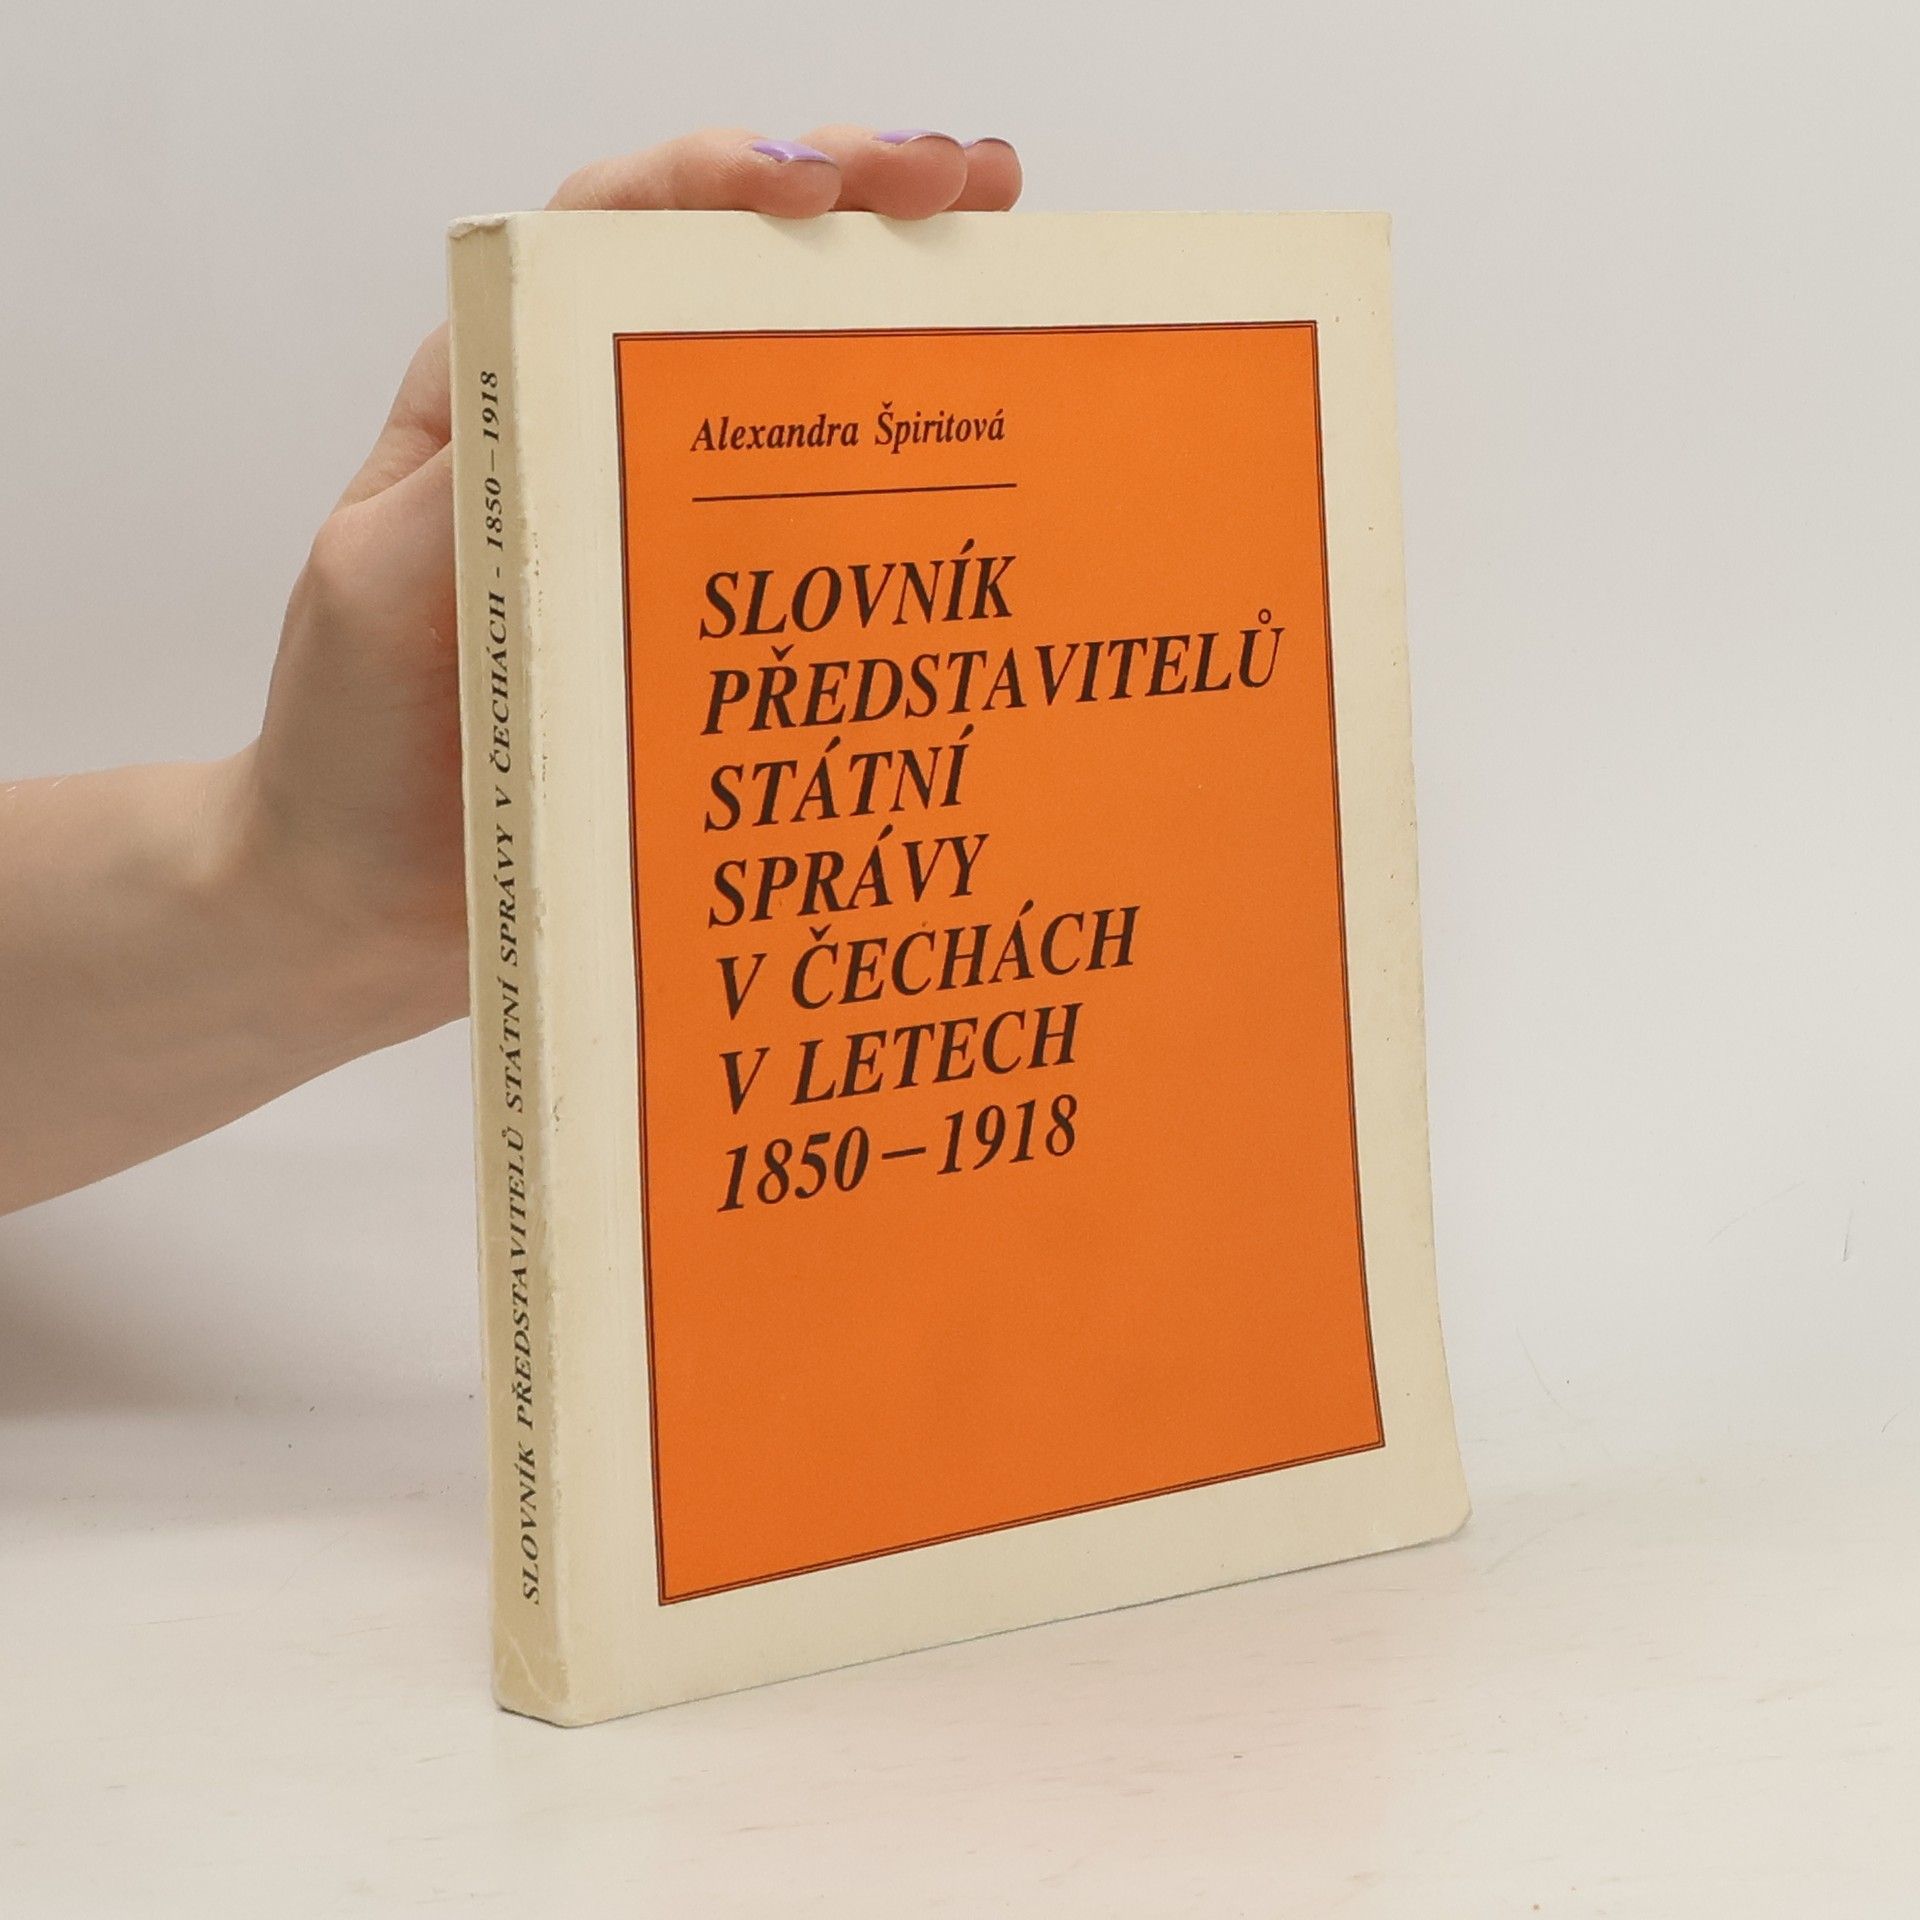 SLOVNÍK PŘEDSTAVITELŮ STÁTNÍ SPRÁVY V ČECHÁCH - 1850–1918
Alexandra Špiritová
SLOVNÍK
PŘEDSTAVITELŮ
STÁTNÍ
SPRÁVY
V ČECHÁCH
V LETECH
1850–1918